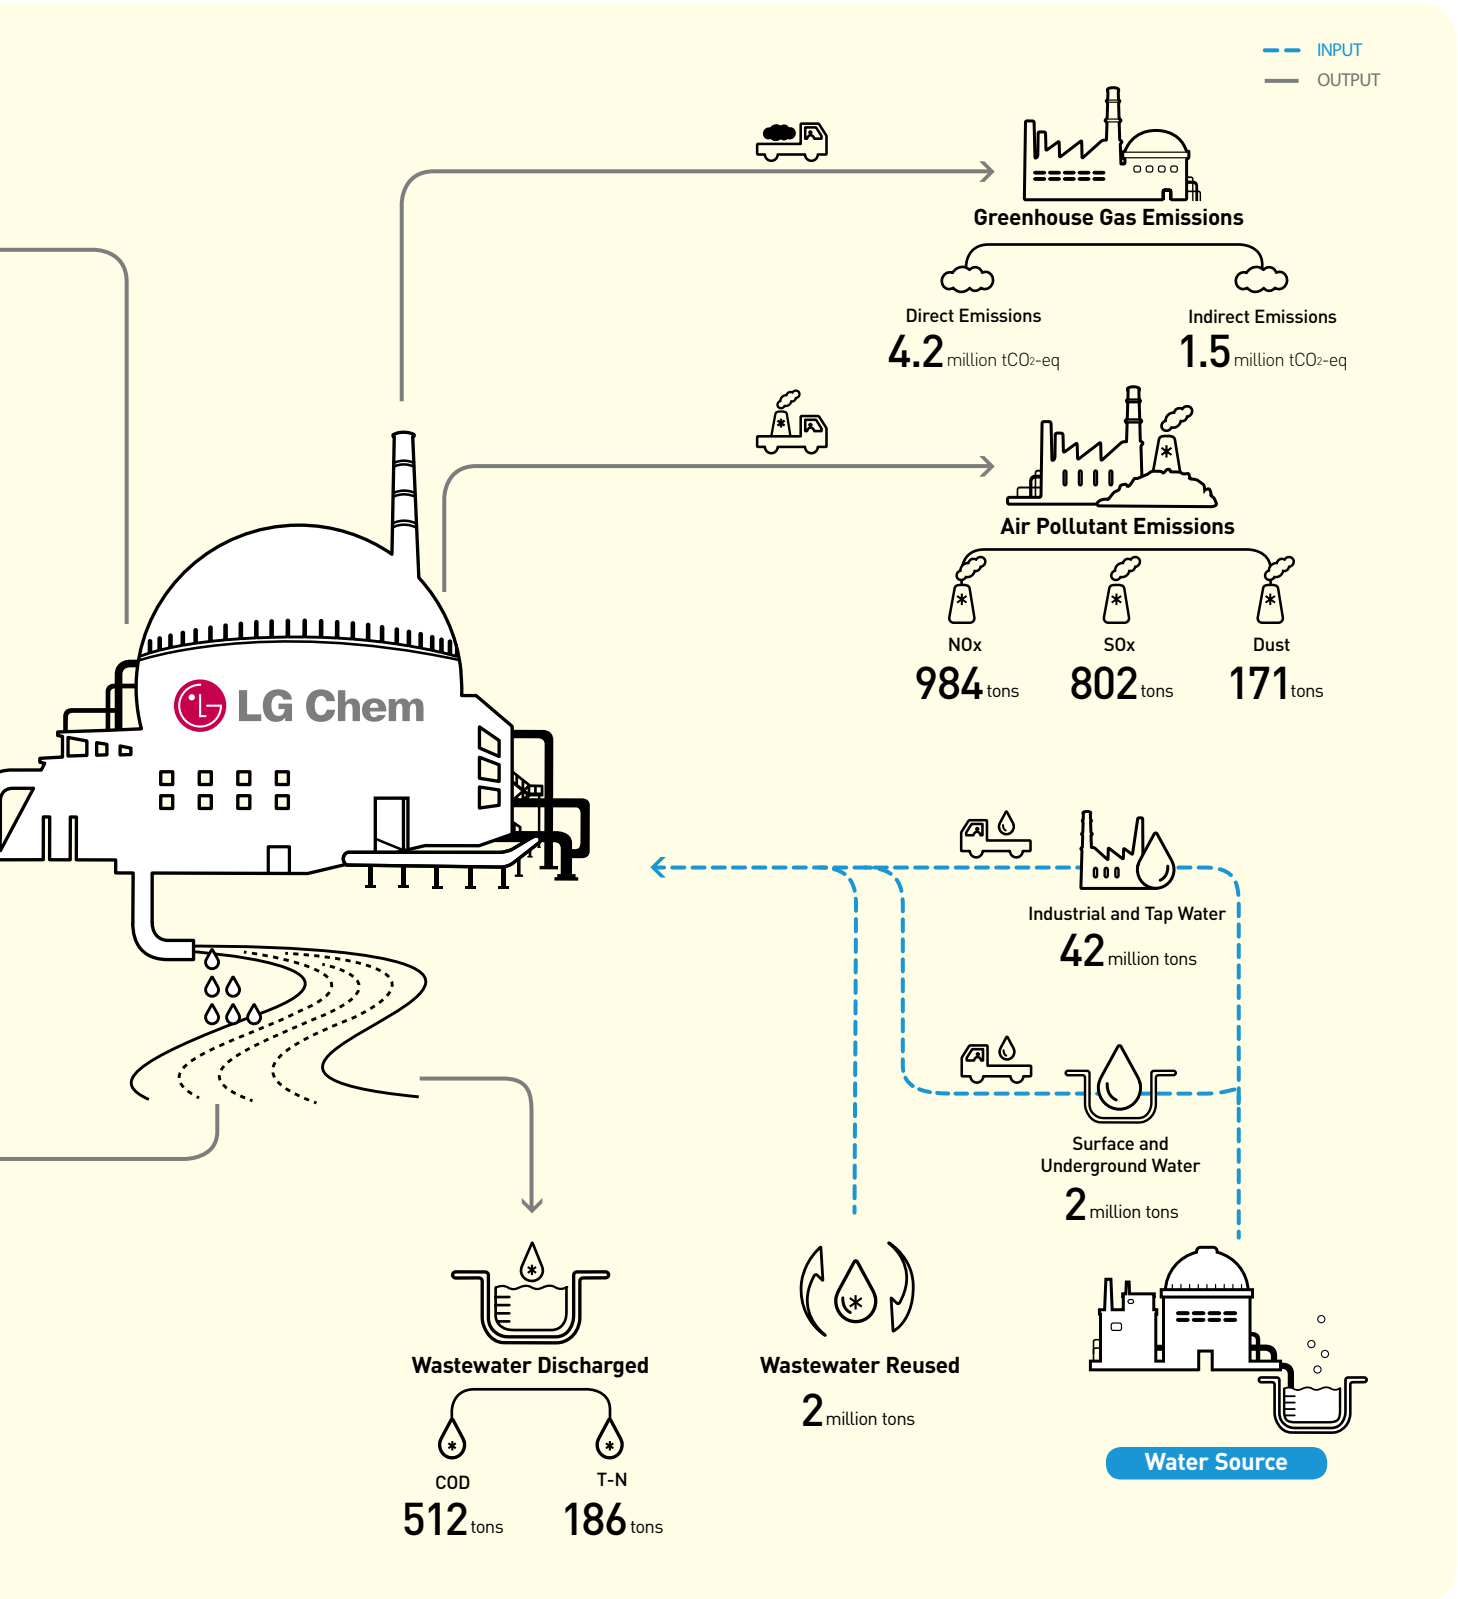 INPUT
OUTPUT
Greenhouse Gas Emissions
Direct Emissions
4.2 million tCO2-eq
Indirect Emissions
1.5 million tCO2-eq
Air Pollutant Emissions
NOx
984 tons
SOx
802 tons
Dust
171 tons
LG Chem
Industrial and Tap Water
42 million tons
Surface and
Underground Water
2 million tons
Wastewater Discharged
COD
512 tons
T-N
186 tons
Wastewater Reused
2 million tons
Water Source